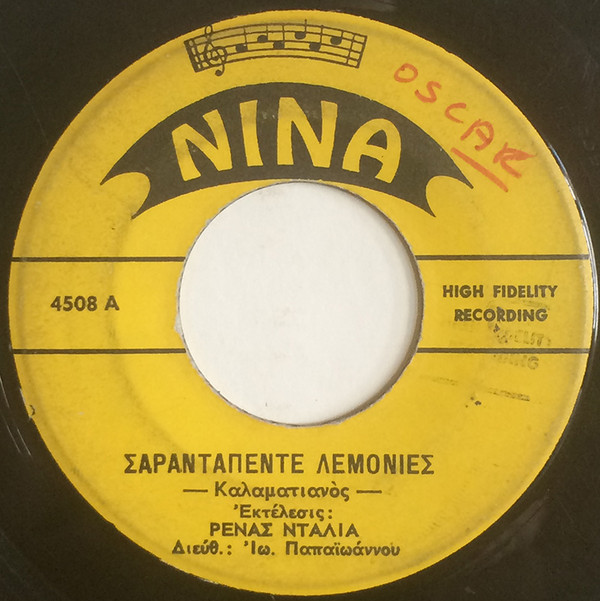 OSCAR
NINA
4508 A
HIGH FIDELITY
RECORDING
ΣΑΡΑΝΤΑΠΕΝΤΕ ΛΕΜΟΝΙΕΣ
— Καλαματιανὸς —
Ἐκτέλεσις:
ΡΕΝΑΣ ΝΤΑΛΙΑ
Διεύθ.: Ἰω. Παπαϊωάννου